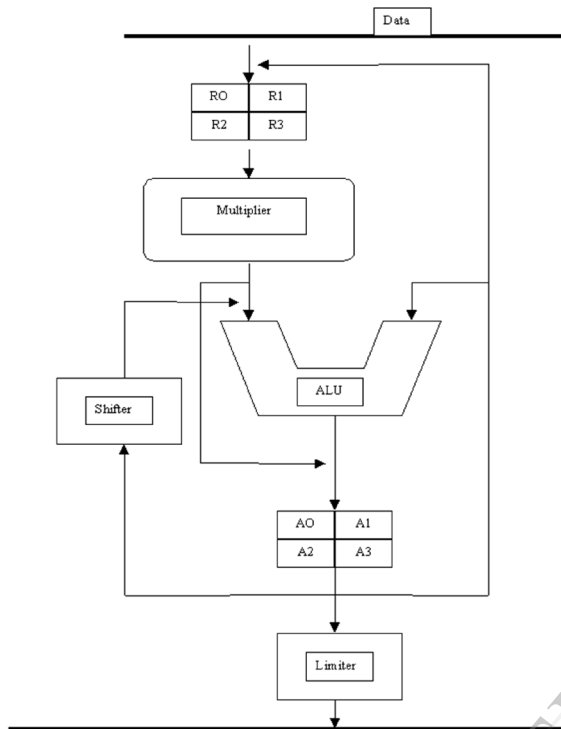 Data
RO R1
R2 R3
Multiplier
ALU
Shifter
AO A1
A2 A3
Limiter